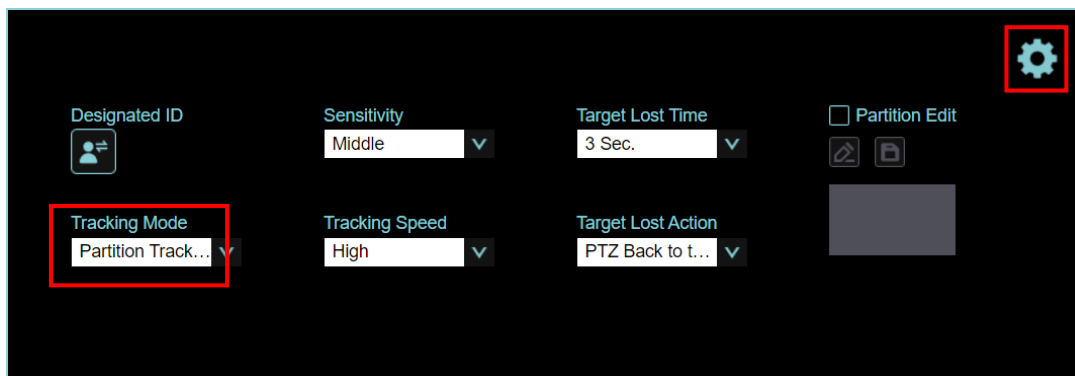 Designated ID
Sensitivity
Target Lost Time
Partition Edit
Middle
3 Sec.
Tracking Mode
Tracking Speed
Target Lost Action
Partition Track...
High
PTZ Back to t...